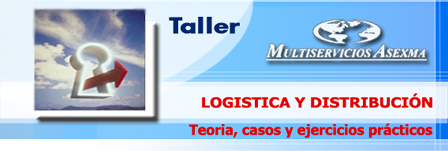 Taller
MULTISERVICIOS ASEXMA
LOGISTICA Y DISTRIBUCIÓN
Teoria, casos y ejercicios prácticos